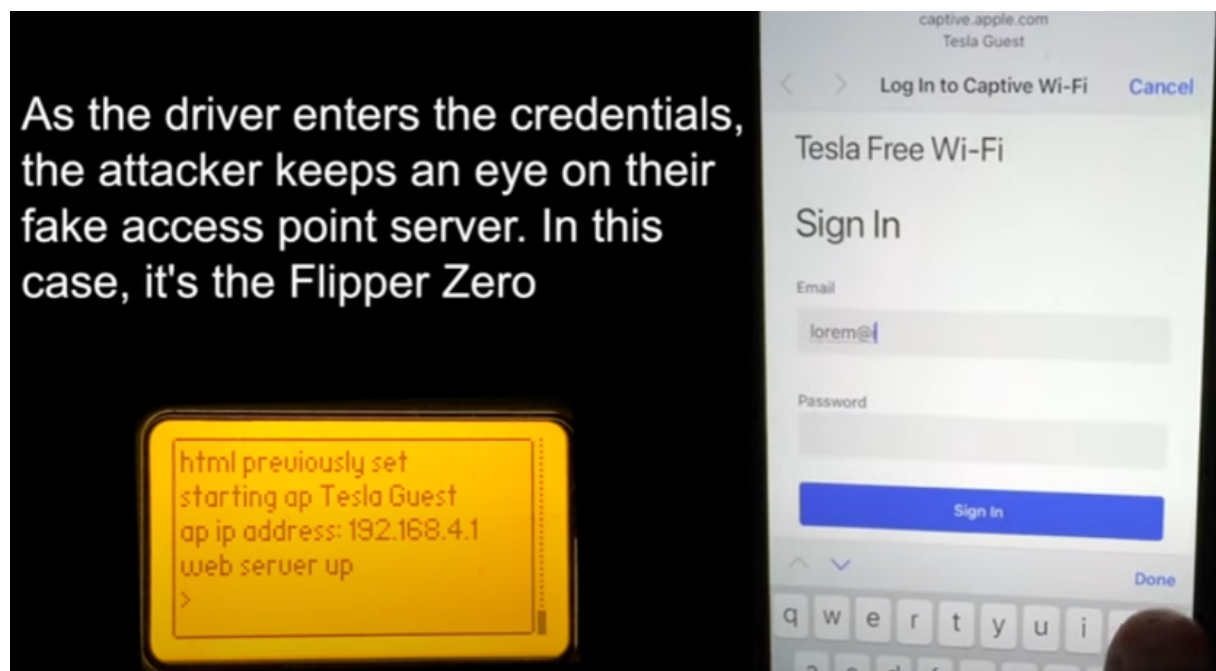 As the driver enters the credentials,
the attacker keeps an eye on their
fake access point server. In this
case, it's the Flipper Zero
html previously set
starting ap Tesla Guest
ap ip address: 192.168.4.1
web server up
>
captive.apple.com
Tesla Guest
Log In to Captive Wi-Fi
Cancel
Tesla Free Wi-Fi
Sign In
Email
lorem@i
Password
Sign In
Done
q w e r t y u i